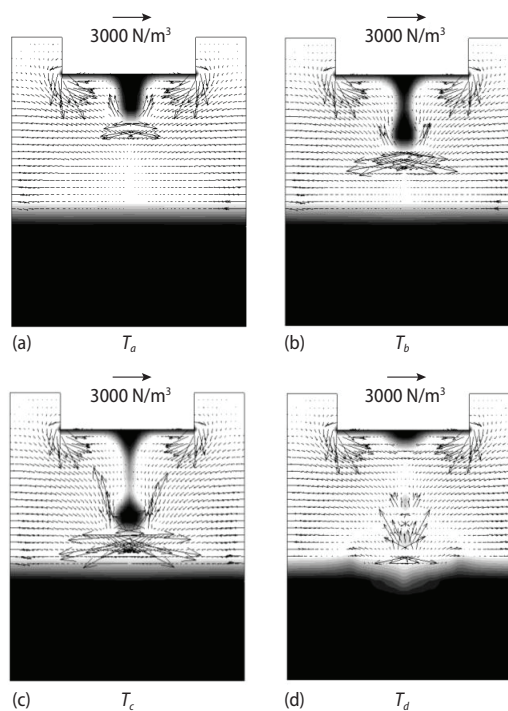 3000 N/m³
3000 N/m³
(a) Tₐ
(b) T_b
3000 N/m³
3000 N/m³
(c) T_c
(d) T_d